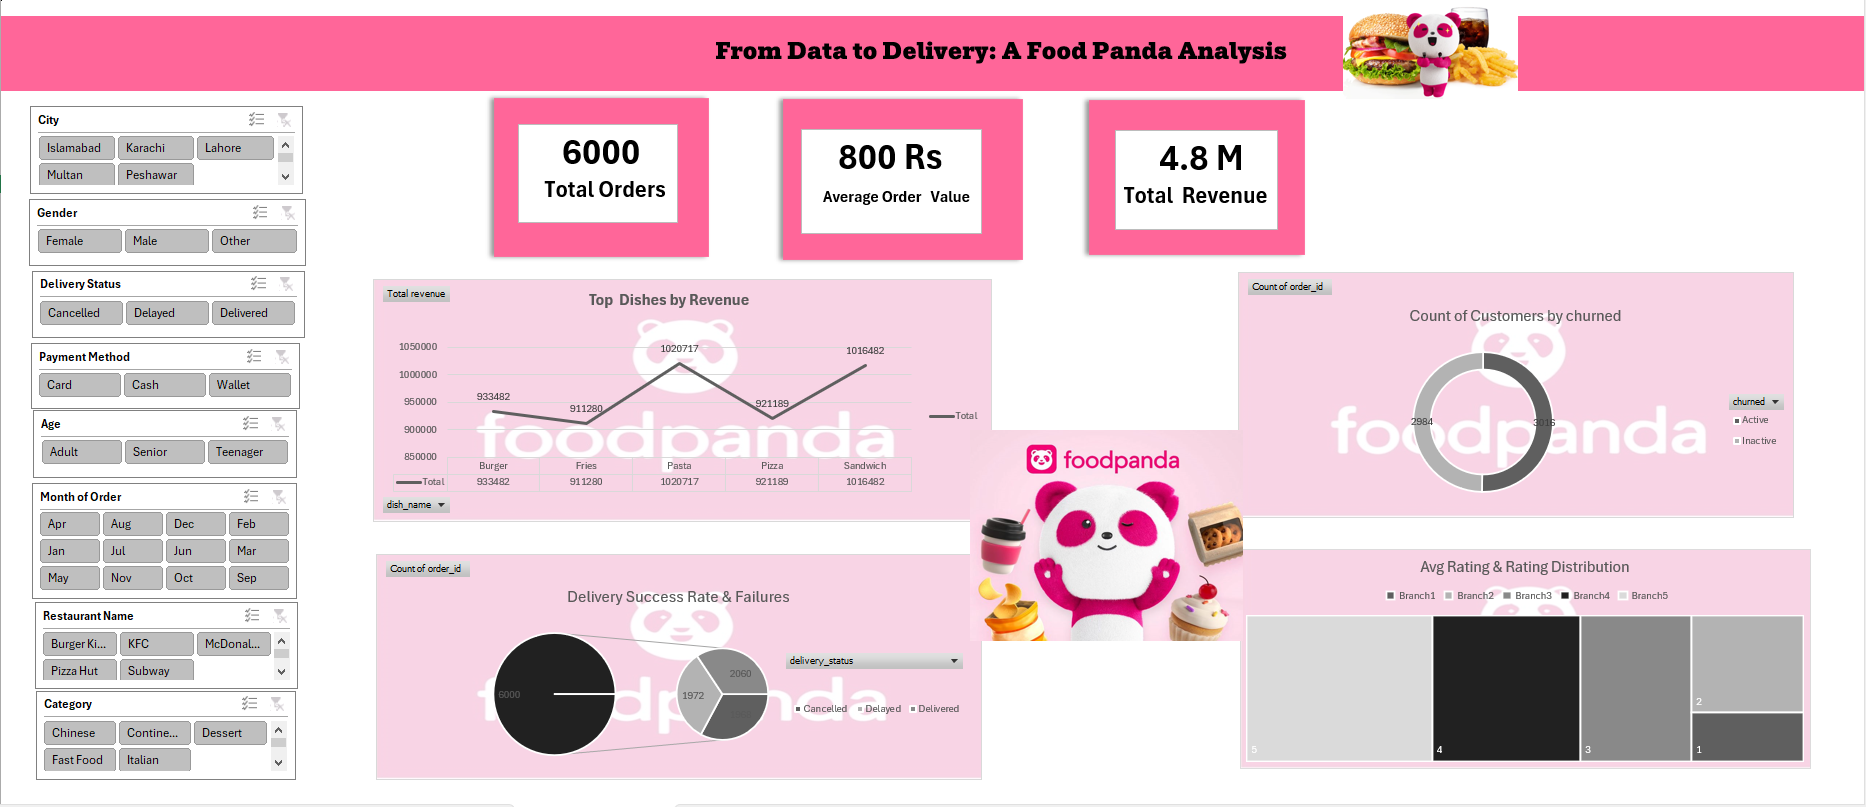 From Data to Delivery: A Food Panda Analysis
City
Islamabad Karachi Lahore
Multan Peshawar
Gender
Female Male Other
Delivery Status
Cancelled Delayed Delivered
Payment Method
Card Cash Wallet
Age
Adult Senior Teenager
Month of Order
Apr Aug Dec Feb
Jan Jul Jun Mar
May Nov Oct Sep
Restaurant Name
Burger Ki... KFC McDonal...
Pizza Hut Subway
Category
Chinese Contine... Dessert
Fast Food Italian
6000
Total Orders
800 Rs
Average Order Value
4.8 M
Total Revenue
Total revenue
Top Dishes by Revenue
1050000
1000000
950000
900000
850000
933482
911280
1020717
921189
1016482
Total
Burger Fries Pasta Pizza Sandwich
Total 933482 911280 1020717 921189 1016482
dish_name
foodpanda
Count of order_id
Count of Customers by churned
2984
3016
churned
Active
Inactive
foodpanda
foodpanda
Count of order_id
Delivery Success Rate & Failures
6000
2060
1972
delivery_status
Cancelled Delayed Delivered
Avg Rating & Rating Distribution
Branch1 Branch2 Branch3 Branch4 Branch5
5
4
3
2
1